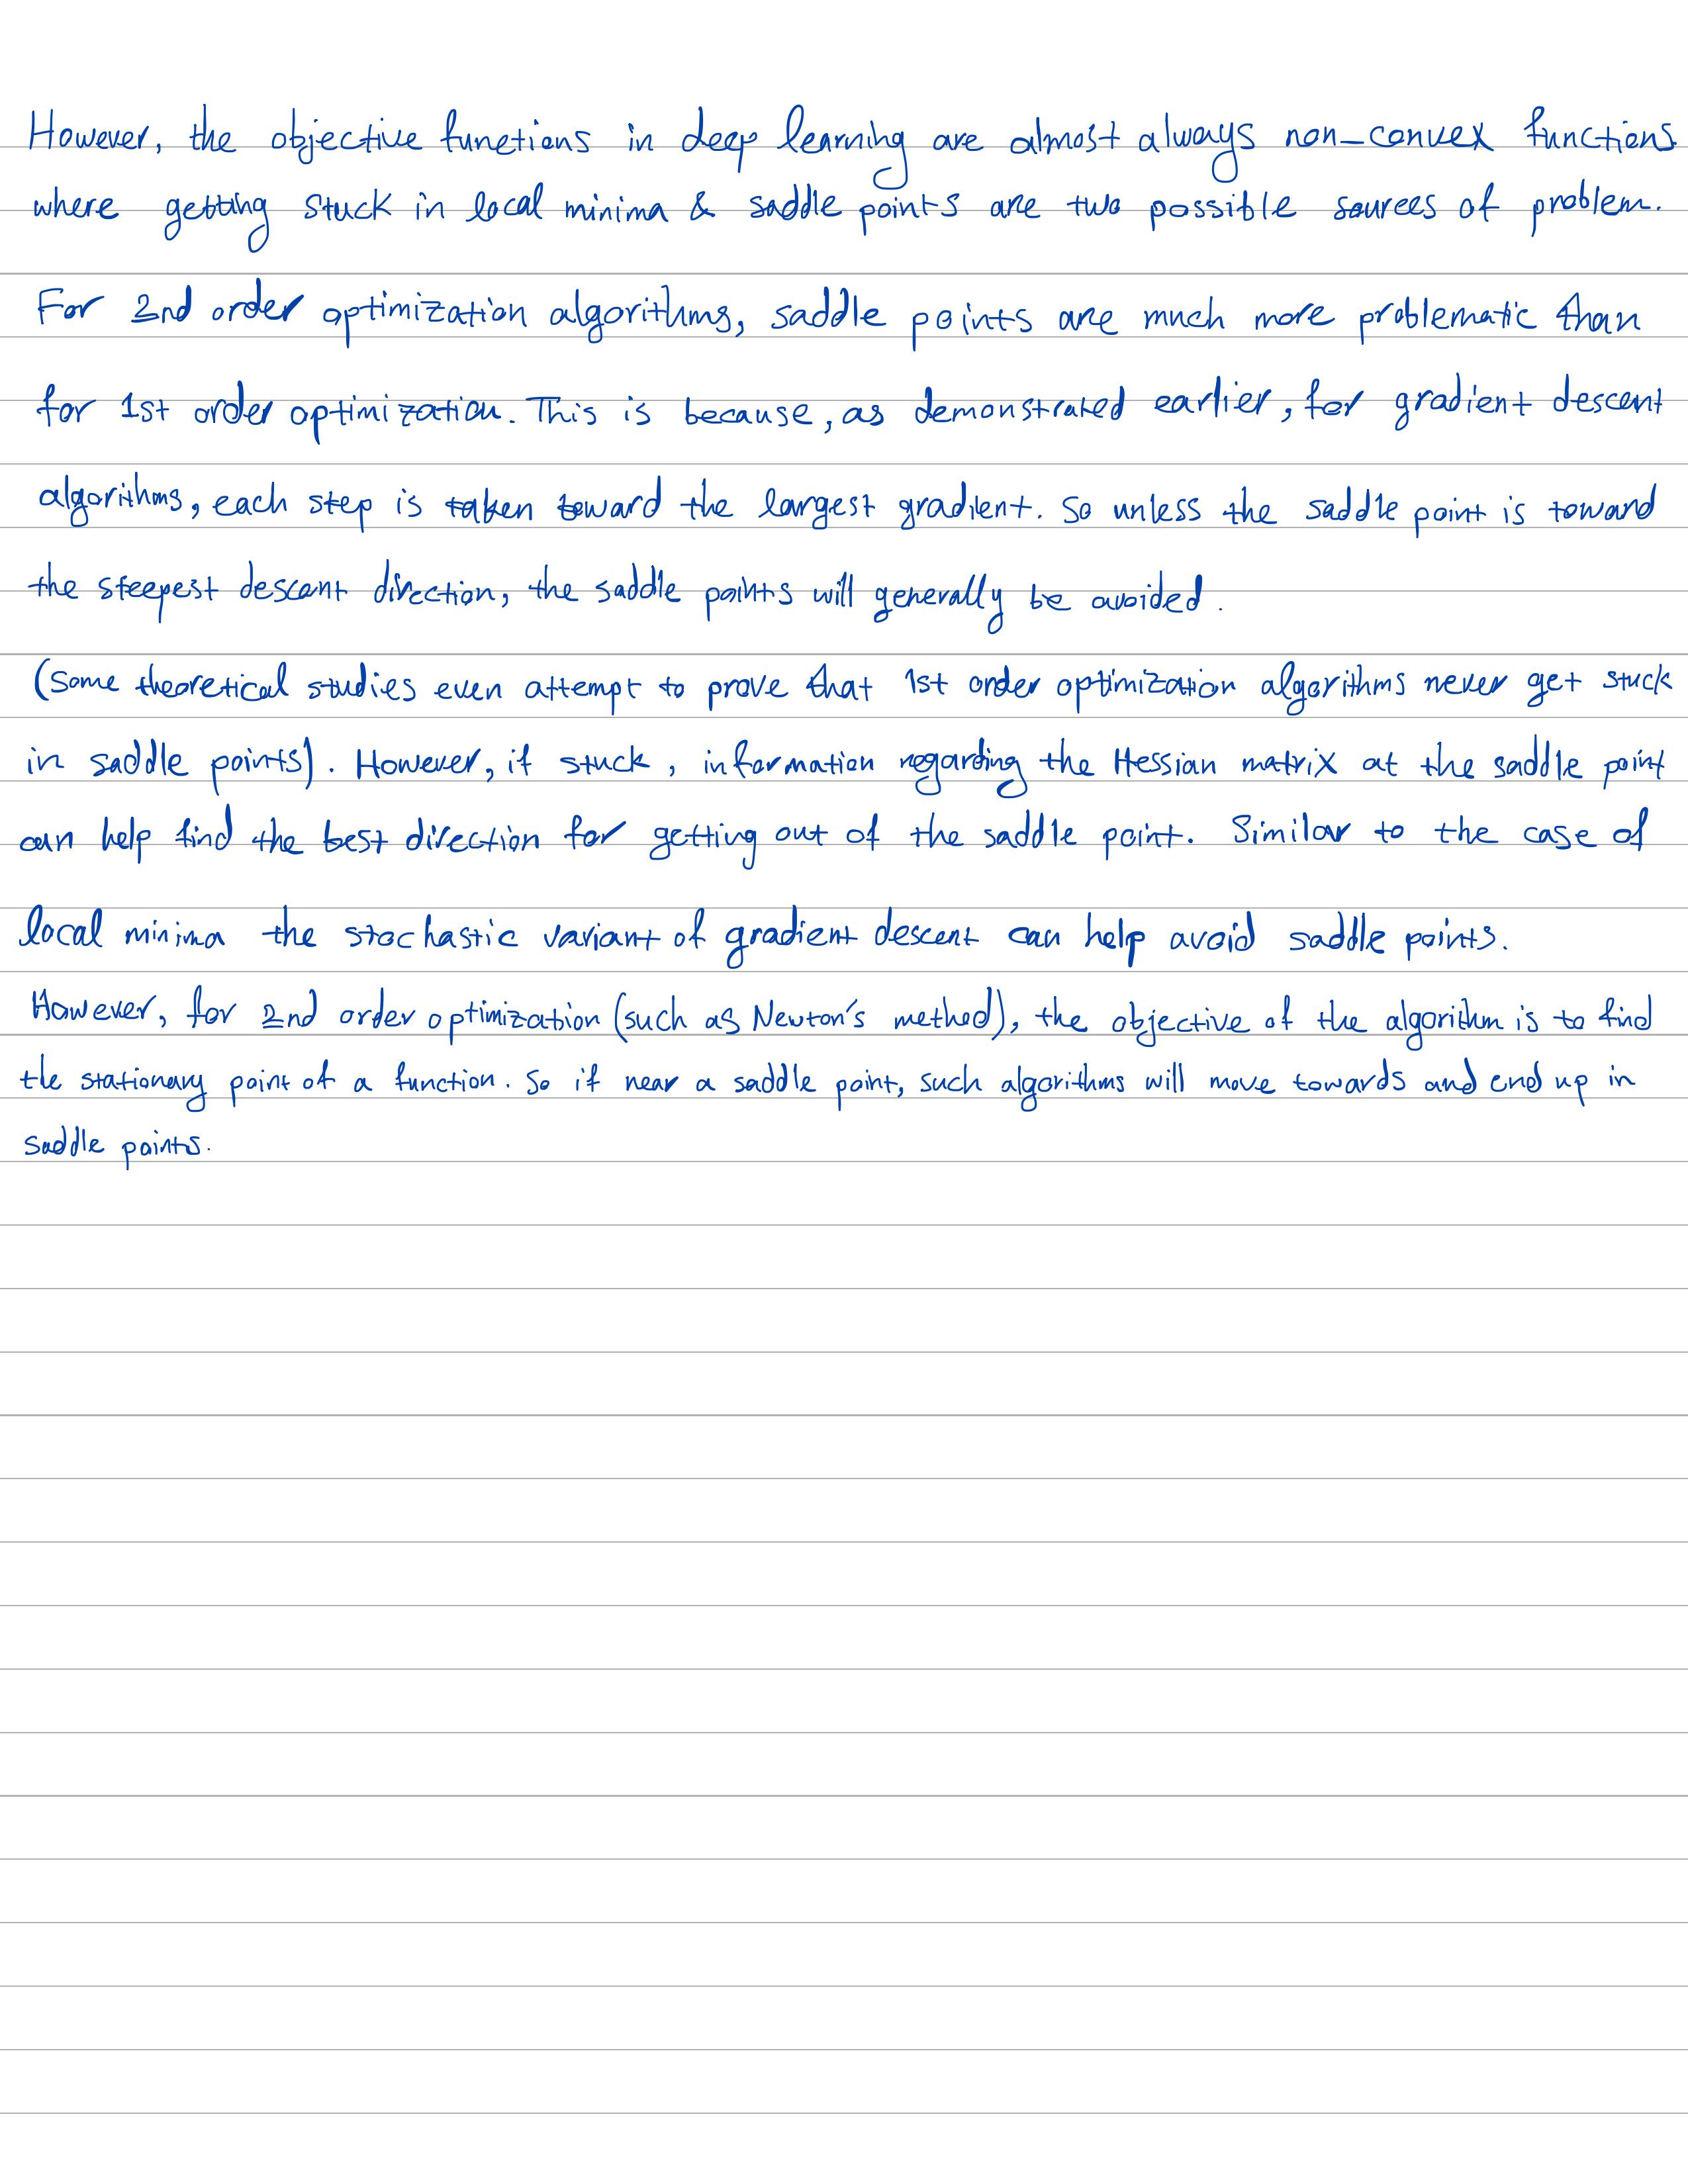 However, the objective functions in deep learning are almost always non-convex functions
where getting stuck in local minima & saddle points are two possible sources of problem.
For 2nd order optimization algorithms, saddle points are much more problematic than
for 1st order optimization. This is because, as demonstrated earlier, for gradient descent
algorithms, each step is taken toward the largest gradient. So unless the saddle point is toward
the steepest descent direction, the saddle points will generally be avoided.
(Some theoretical studies even attempt to prove that 1st order optimization algorithms never get stuck
in saddle points). However, if stuck, information regarding the Hessian matrix at the saddle point
can help find the best direction for getting out of the saddle point. Similar to the case of
local minima the stochastic variant of gradient descent can help avoid saddle points.
However, for 2nd order optimization (such as Newton's method), the objective of the algorithm is to find
the stationary point of a function. So if near a saddle point, such algorithms will move towards and end up in
saddle points.